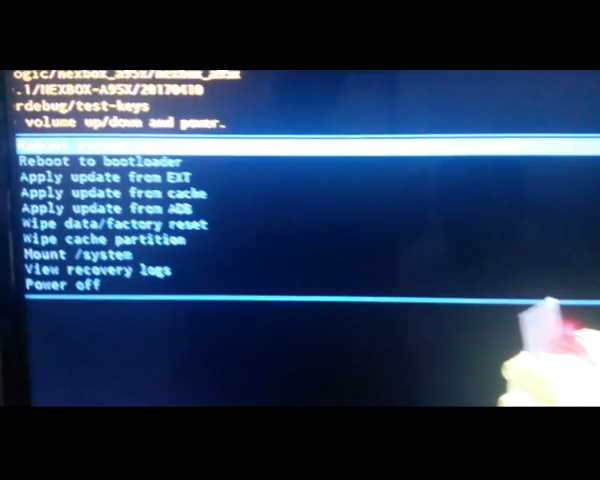 ogic/nexbox_a95x/nexbox_a95x
.1/NEXBOX-A95X/20170410
rdebug/test-keys
volume up/down and power.
Reboot system
Reboot to bootloader
Apply update from EXT
Apply update from cache
Apply update from ADB
Wipe data/factory reset
Wipe cache partition
Mount /system
View recovery logs
Power off